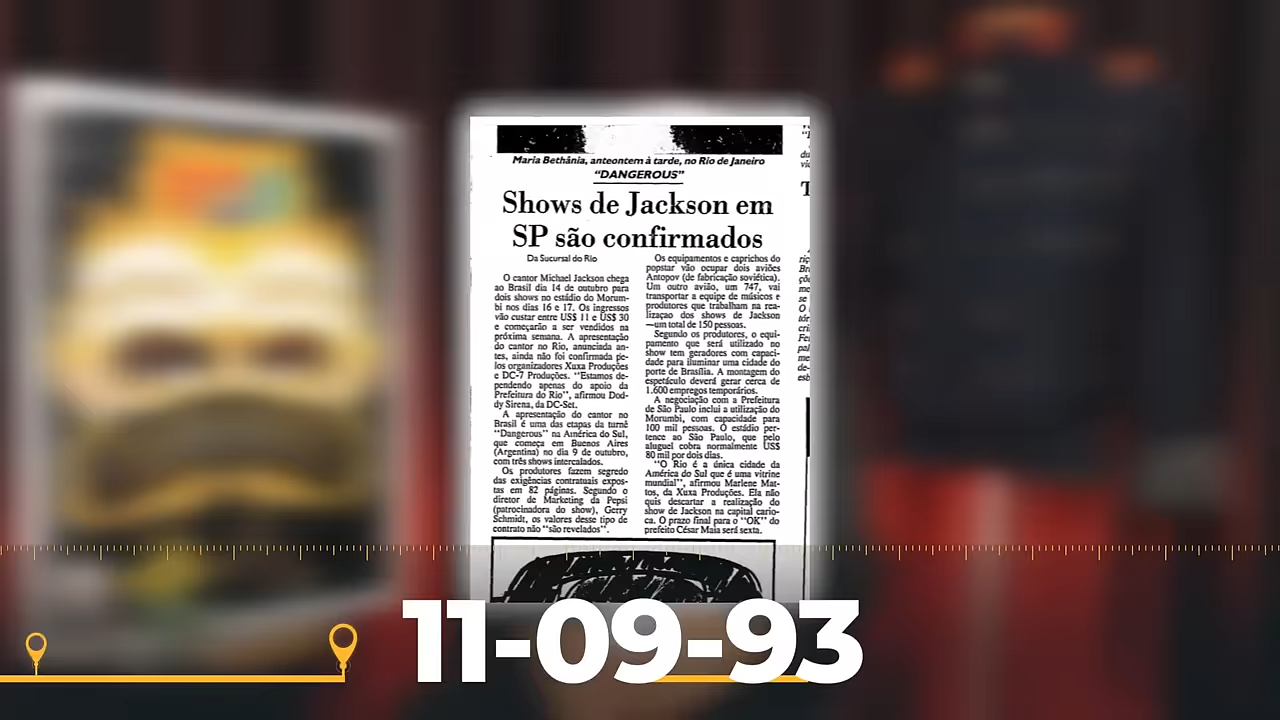 Maria Bethânia, anteontem à tarde, no Rio de Janeiro
"DANGEROUS"
Shows de Jackson em
SP são confirmados
Da Sucursal do Rio
O cantor Michael Jackson chega
ao Brasil dia 14 de outubro para
dois shows no estádio do Morum-
bi nos dias 16 e 17. Os ingressos
vão custar entre US$ 11 e US$ 30
e começarão a ser vendidos na
próxima semana. A apresentação
do cantor no Rio, anunciada an-
tes, ainda não foi confirmada pe-
los organizadores Xuxa Produções
e DC-7 Produções. "Estamos de-
pendendo apenas do apoio da
Prefeitura do Rio", afirmou Dod-
dy Sirena, da DC-Set.
A apresentação do cantor no
Brasil é uma das etapas da turnê
"Dangerous" na América do Sul,
que começa em Buenos Aires
(Argentina) no dia 9 de outubro,
com três shows intercalados.
Os produtores fazem segredo
das exigências contratuais expos-
tas em 82 páginas. Segundo o
diretor de Marketing da Pepsi
(patrocinadora do show), Gerry
Schmidt, os valores desse tipo de
contrato não "são revelados".
Os equipamentos e caprichos do
popstar vão ocupar dois aviões
Antopov (de fabricação soviética).
Um outro avião, um 747, vai
transportar a equipe de músicos e
produtores que trabalham na rea-
lização dos shows de Jackson
—um total de 150 pessoas.
Segundo os produtores, o equi-
pamento que será utilizado no
show tem geradores com capaci-
dade para iluminar uma cidade do
porte de Brasília. A montagem do
espetáculo deverá gerar cerca de
1.600 empregos temporários.
A negociação com a Prefeitura
de São Paulo inclui a utilização do
Morumbi, com capacidade para
100 mil pessoas. O estádio per-
tence ao São Paulo, que pelo
aluguel cobra normalmente US$
80 mil por dois dias.
"O Rio é a única cidade da
América do Sul que é uma vitrine
mundial", afirmou Marlene Mat-
tos, da Xuxa Produções. Ela não
quis descartar a realização do
show de Jackson na capital cario-
ca. O prazo final para o "OK" do
prefeito César Maia será sexta.
11-09-93